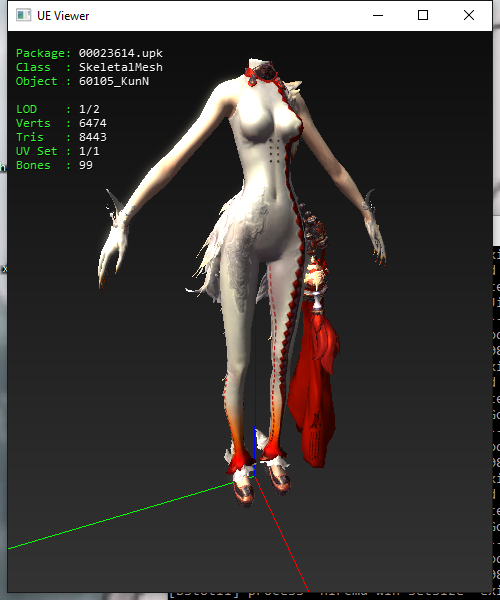 UE Viewer
Package: 00023614.upk
Class : SkeletalMesh
Object : 60105_KunN
LOD : 1/2
Verts : 6474
Tris : 8443
UV Set : 1/1
Bones : 99